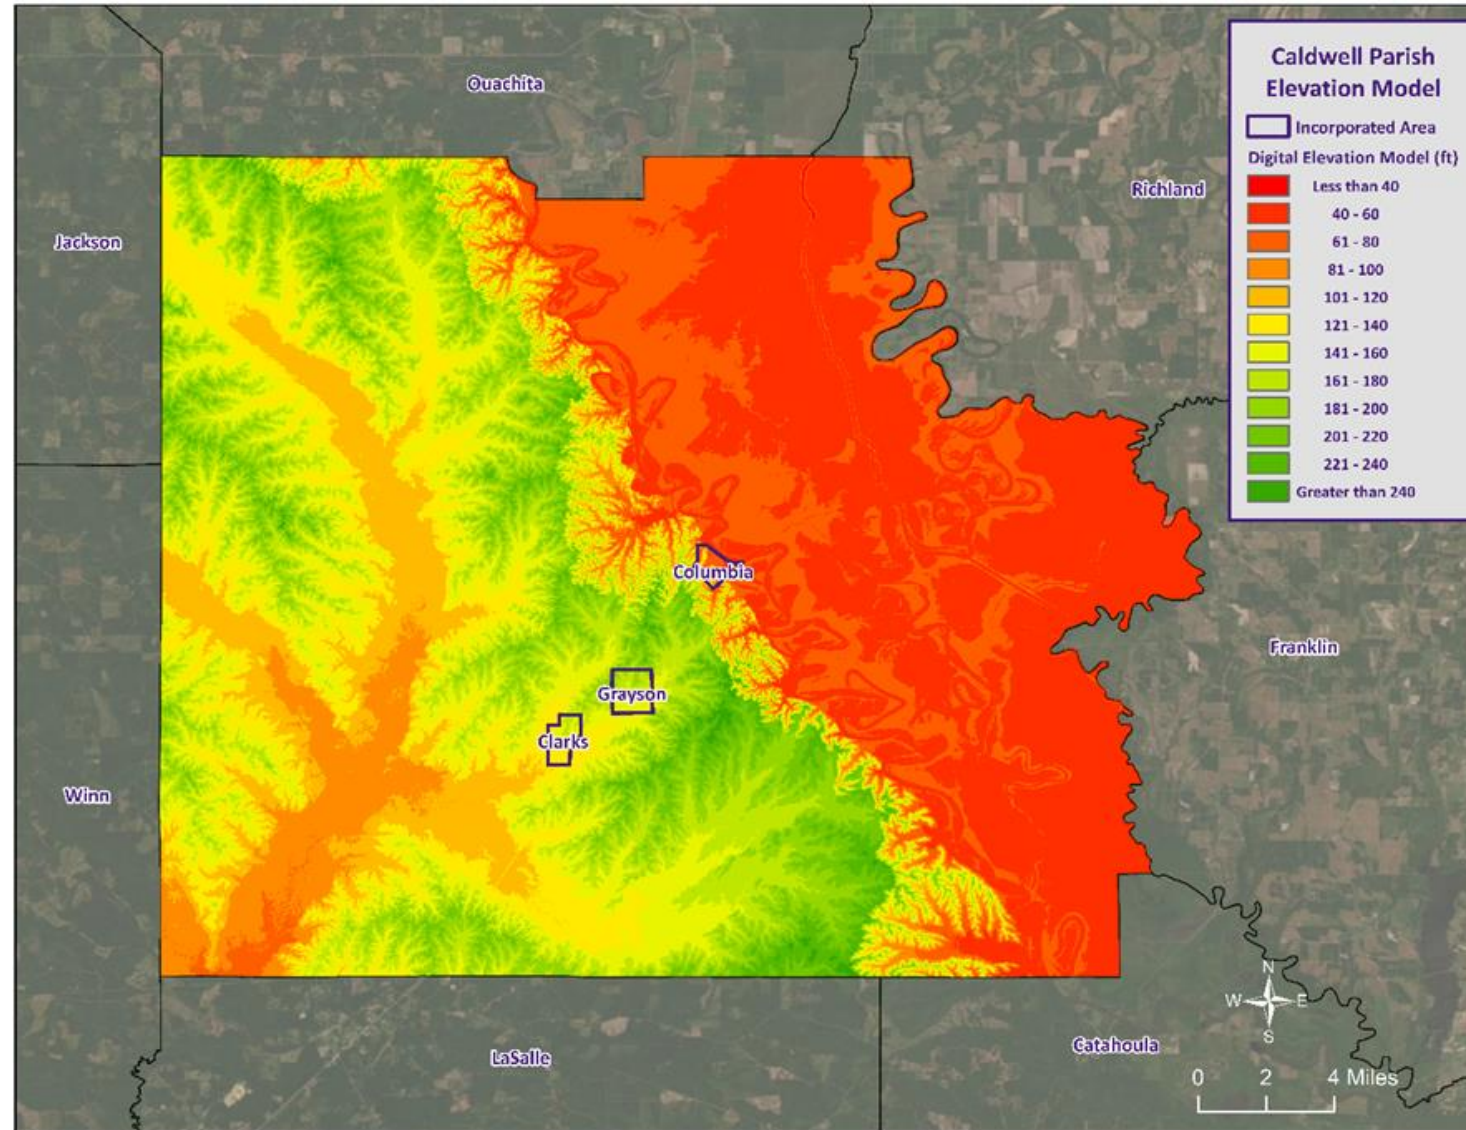 Caldwell Parish
Elevation Model
Incorporated Area
Digital Elevation Model (ft)
Less than 40
40 - 60
61 - 80
81 - 100
101 - 120
121 - 140
141 - 160
161 - 180
181 - 200
201 - 220
221 - 240
Greater than 240
Ouachita
Richland
Jackson
Columbia
Franklin
Grayson
Clarks
Winn
LaSalle
Catahoula
N
W E
S
0 2 4 Miles